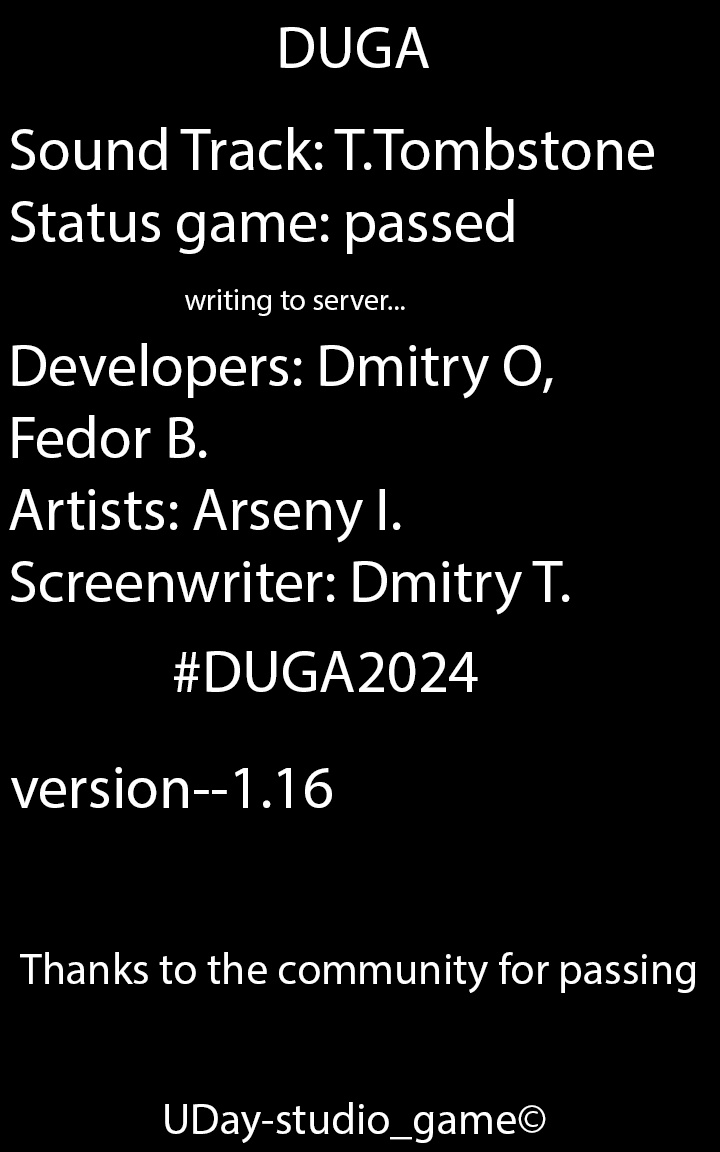 DUGA
Sound Track: T.Tombstone
Status game: passed
writing to server...
Developers: Dmitry O,
Fedor B.
Artists: Arseny I.
Screenwriter: Dmitry T.
#DUGA2024
version--1.16
Thanks to the community for passing
UDay-studio_game©